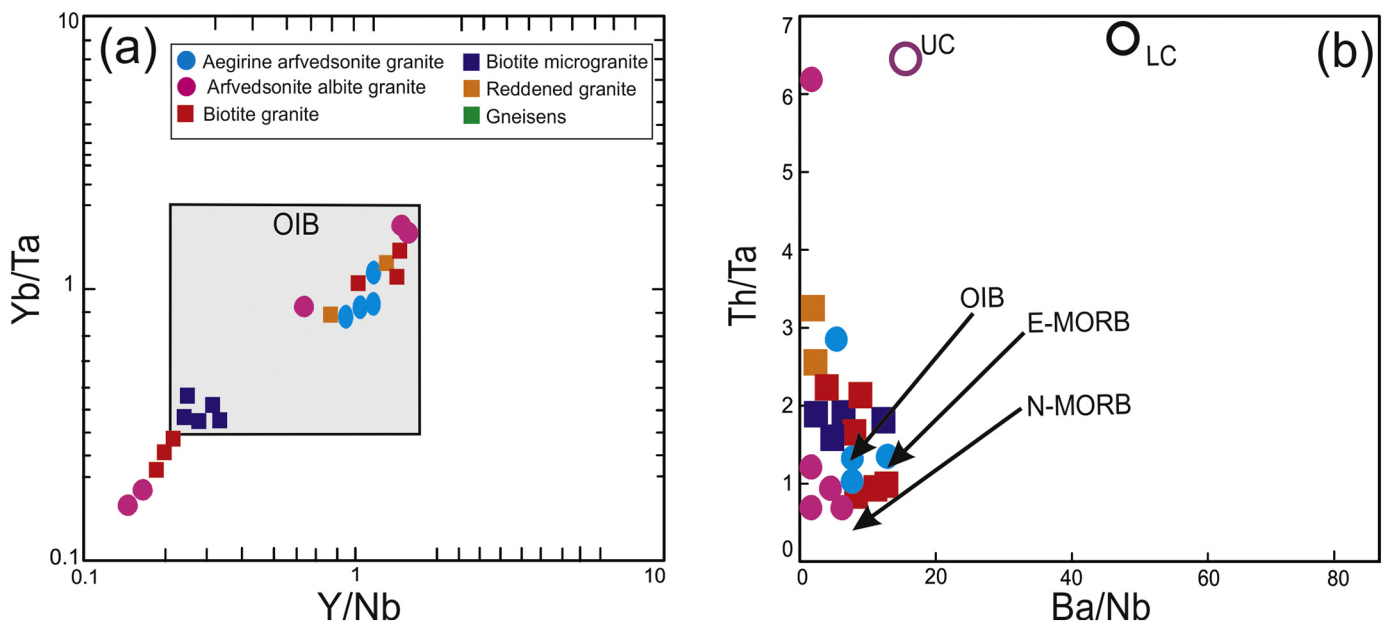 (a)
Aegirine arfvedsonite granite
Arfvedsonite albite granite
Biotite granite
Biotite microgranite
Reddened granite
Gneisens
OIB
10
1
0.1
Yb/Ta
0.1
1
10
Y/Nb
(b)
UC
LC
OIB
E-MORB
N-MORB
7
6
5
4
3
2
1
0
Th/Ta
0
20
40
60
80
Ba/Nb